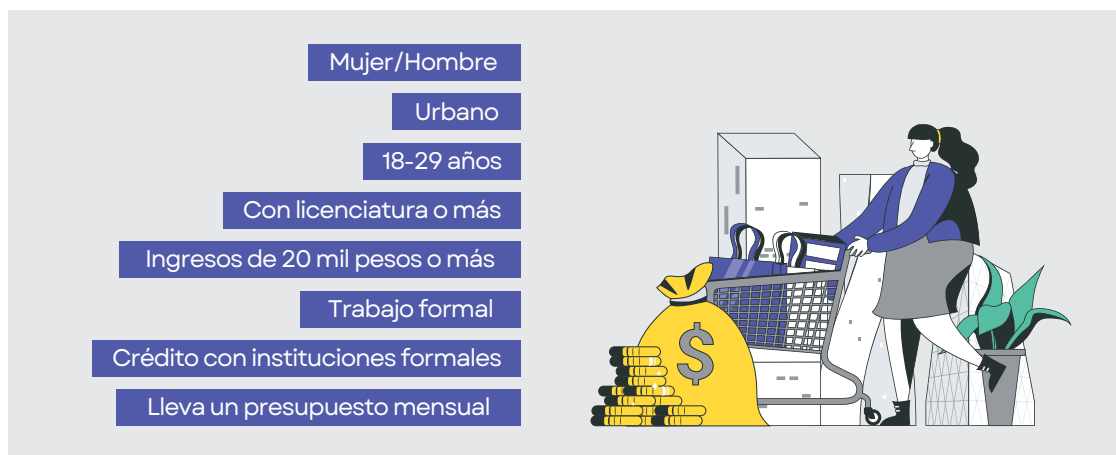 Mujer/Hombre
Urbano
18-29 años
Con licenciatura o más
Ingresos de 20 mil pesos o más
Trabajo formal
Crédito con instituciones formales
Lleva un presupuesto mensual
$